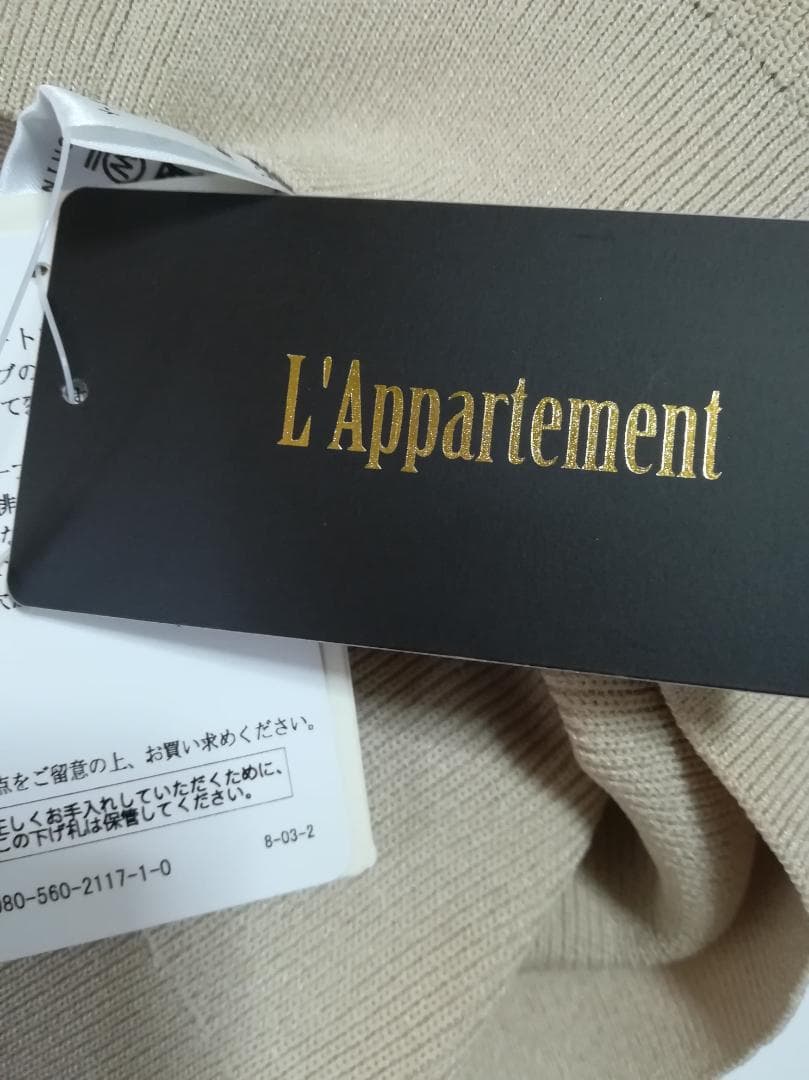 L'Appartement
点をご留意の上、お買い求めください。
正しくお手入れしていただくために、
この下げ札は保管してください。
8-03-2
080-560-2117-1-0